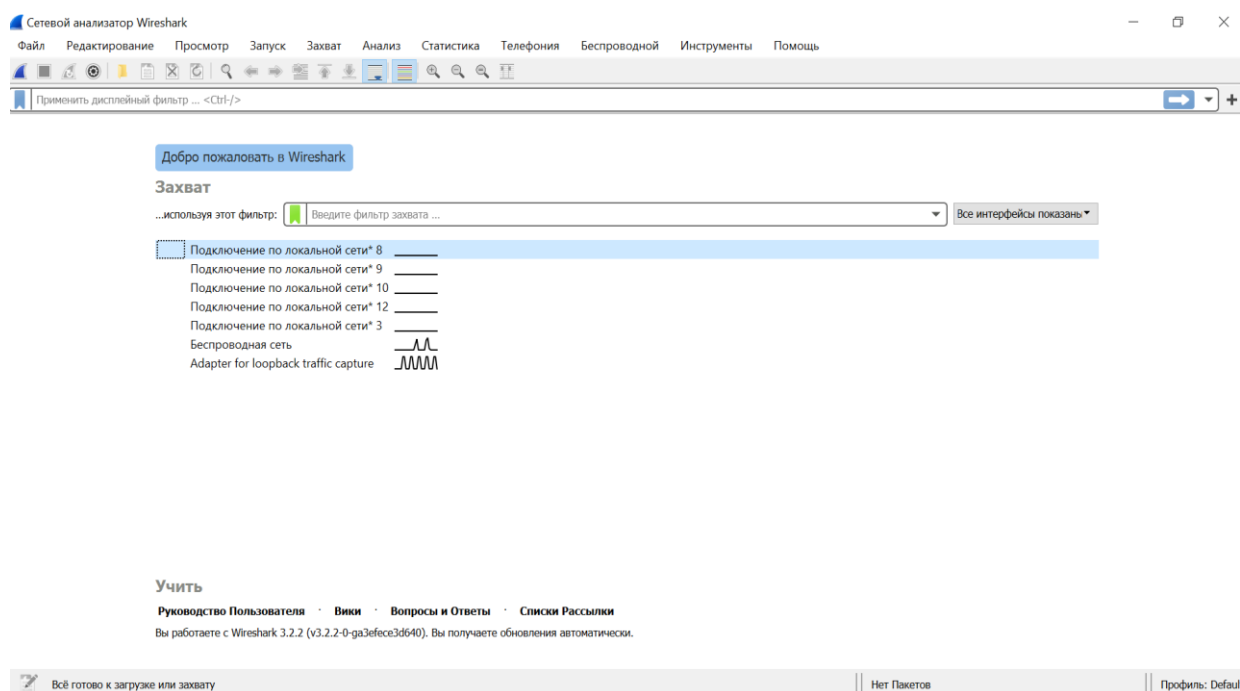 Сетевой анализатор Wireshark
Файл Редактирование Просмотр Запуск Захват Анализ Статистика Телефония Беспроводной Инструменты Помощь
Применить дисплейный фильтр ... <Ctrl-/>
Добро пожаловать в Wireshark
Захват
...используя этот фильтр: Введите фильтр захвата ... Все интерфейсы показаны
Подключение по локальной сети* 8
Подключение по локальной сети* 9
Подключение по локальной сети* 10
Подключение по локальной сети* 12
Подключение по локальной сети* 3
Беспроводная сеть
Adapter for loopback traffic capture
Учить
Руководство Пользователя · Вики · Вопросы и Ответы · Списки Рассылки
Вы работаете с Wireshark 3.2.2 (v3.2.2-0-ga3efece3d640). Вы получаете обновления автоматически.
Всё готово к загрузке или захвату Нет Пакетов Профиль: Defaul